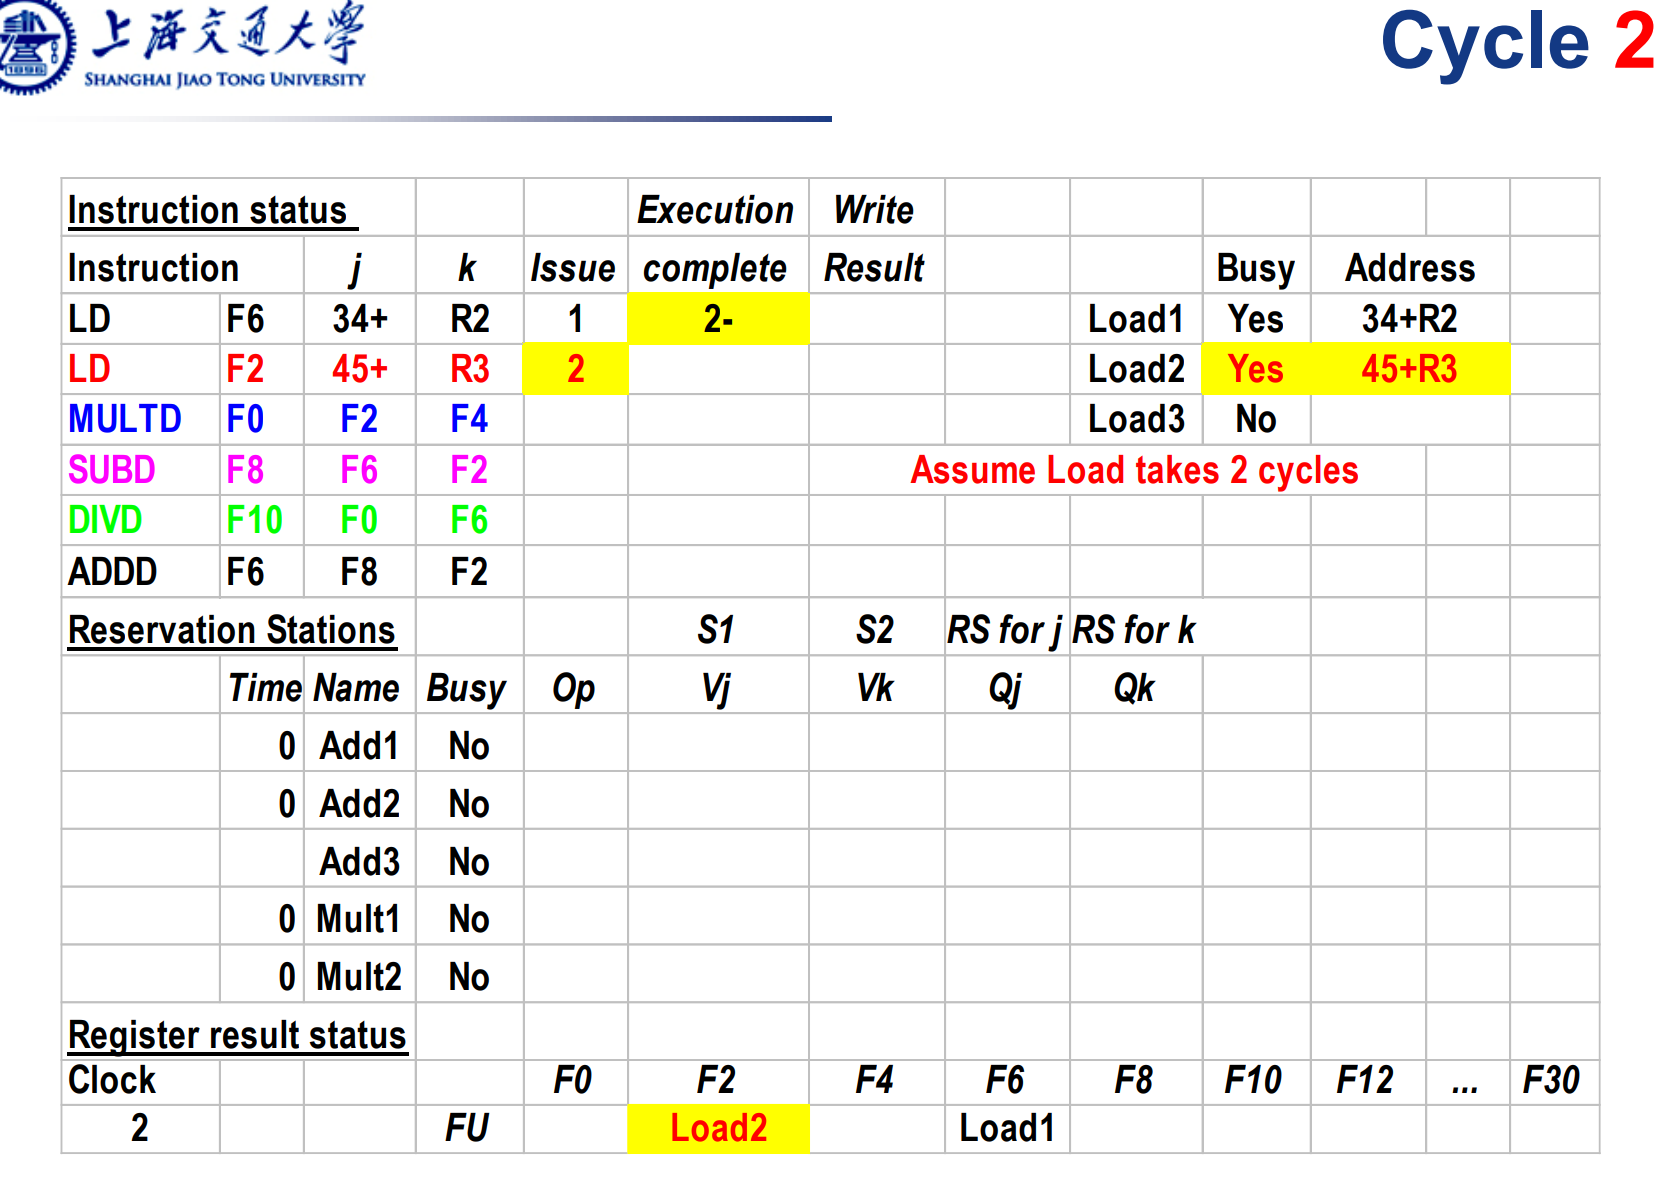 上海交通大学
SHANGHAI JIAO TONG UNIVERSITY
1896
Cycle 2
Instruction status Execution Write
Instruction j k Issue complete Result Busy Address
LD F6 34+ R2 1 2- Load1 Yes 34+R2
LD F2 45+ R3 2 Load2 Yes 45+R3
MULTD F0 F2 F4 Load3 No
SUBD F8 F6 F2 Assume Load takes 2 cycles
DIVD F10 F0 F6
ADDD F6 F8 F2
Reservation Stations S1 S2 RS for j RS for k
Time Name Busy Op Vj Vk Qj Qk
0 Add1 No
0 Add2 No
Add3 No
0 Mult1 No
0 Mult2 No
Register result status
Clock F0 F2 F4 F6 F8 F10 F12 ... F30
2 FU Load2 Load1